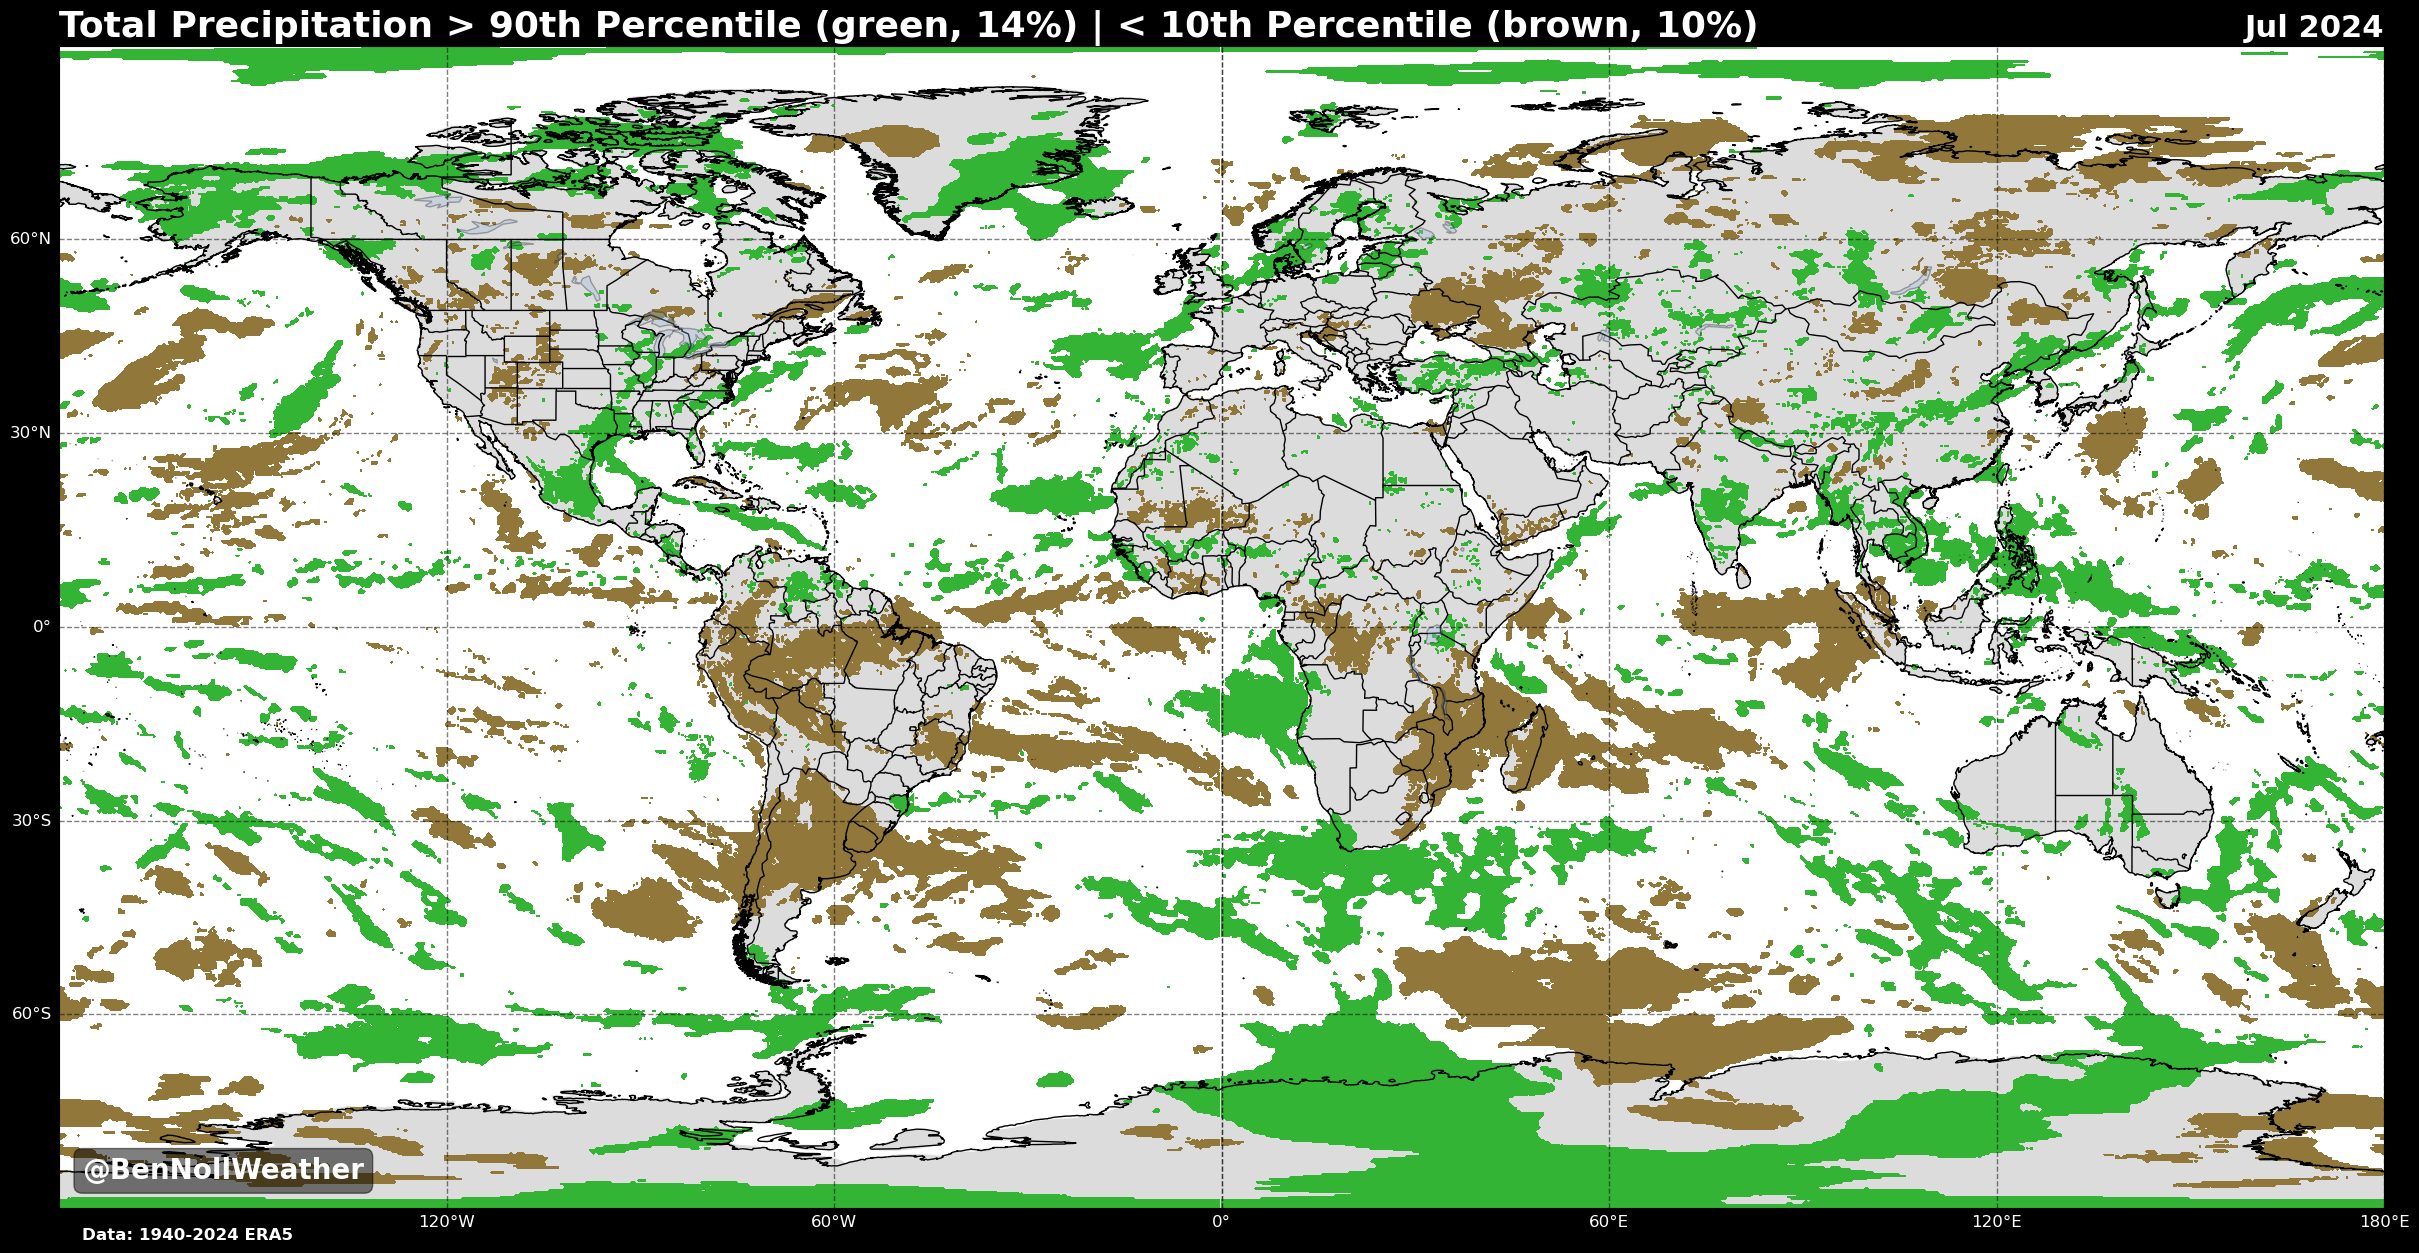 Total Precipitation > 90th Percentile (green, 14%) | < 10th Percentile (brown, 10%)
Jul 2024
60°N
30°N
0°
30°S
60°S
@BenNollWeather
120°W
60°W
0°
60°E
120°E
180°E
Data: 1940-2024 ERA5